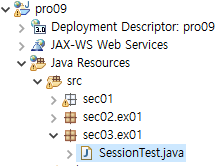 pro09
Deployment Descriptor: pro09
JAX-WS Web Services
Java Resources
src
sec01
sec02.ex01
sec03.ex01
SessionTest.java